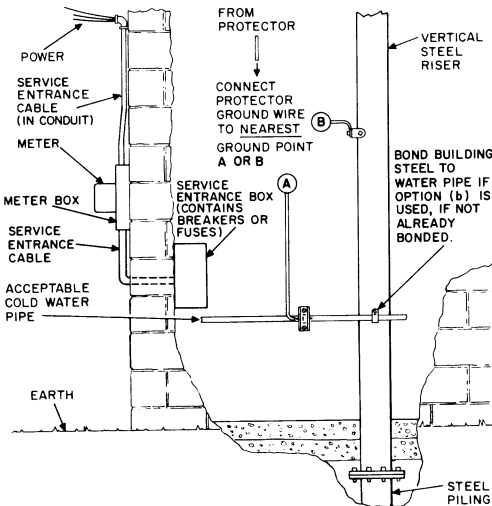 POWER
SERVICE
ENTRANCE
CABLE
(IN CONDUIT)
METER
METER BOX
SERVICE
ENTRANCE
CABLE
ACCEPTABLE
COLD WATER
PIPE
EARTH
FROM
PROTECTOR
CONNECT
PROTECTOR
GROUND WIRE
TO NEAREST
GROUND POINT
A OR B
A
B
SERVICE
ENTRANCE BOX
(CONTAINS
BREAKERS OR
FUSES)
VERTICAL
STEEL
RISER
BOND BUILDING
STEEL TO
WATER PIPE IF
OPTION (b) IS
USED, IF NOT
ALREADY
BONDED.
STEEL
PILING